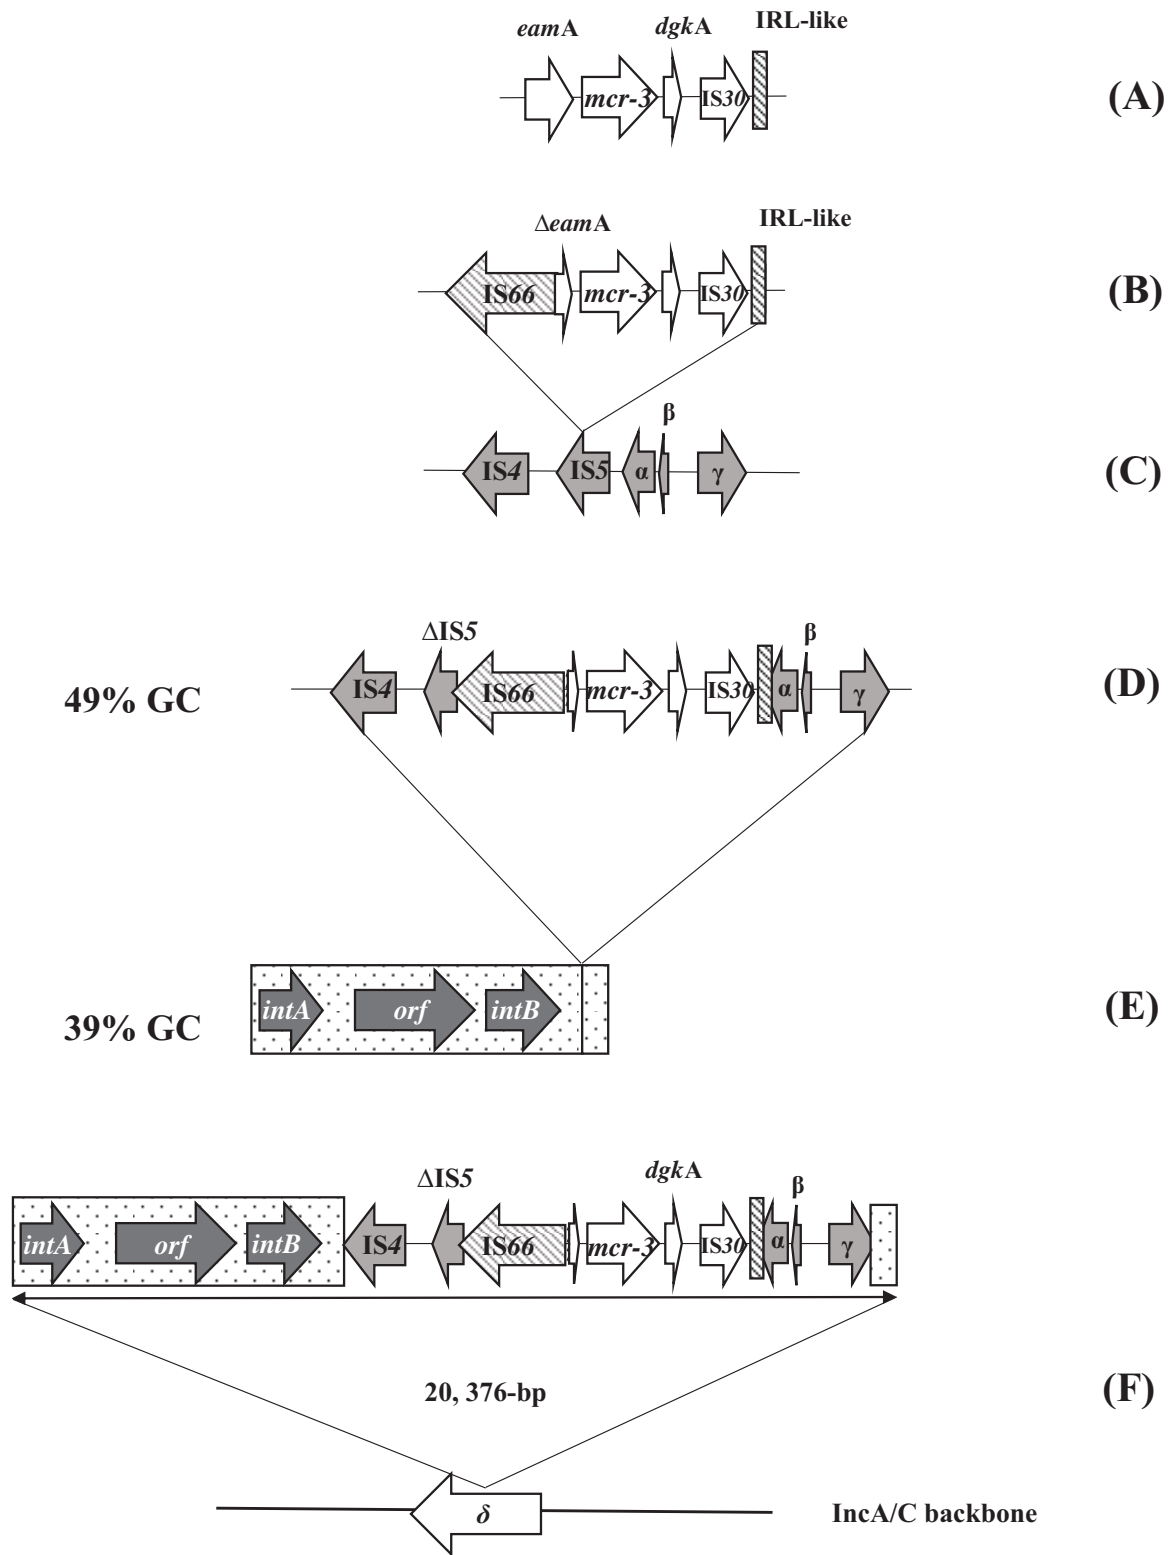 eamA dgkA IRL-like
mcr-3 IS30 (A)
ΔeamA IRL-like
IS66 mcr-3 IS30 (B)
β
IS4 IS5 α γ (C)
ΔIS5 β
49% GC IS4 IS66 mcr-3 IS30 α γ (D)
39% GC intA orf intB (E)
ΔIS5 dgkA β
intA orf intB IS4 IS66 mcr-3 IS30 α γ
20, 376-bp (F)
δ IncA/C backbone